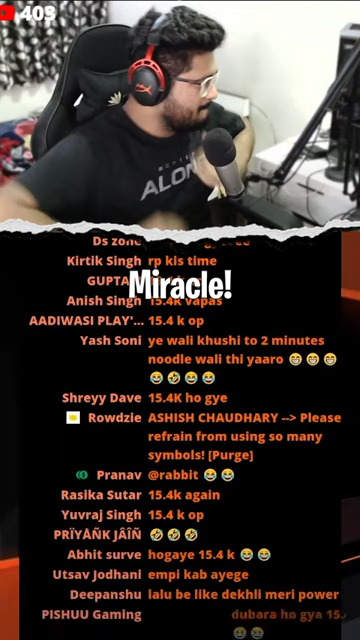 403
ALON
Ds zone
Kirtik Singh rp kis time
GUPTA
Miracle!
Anish Singh 15.4k vapas
AADIWASI PLAY'... 15.4 k op
Yash Soni ye wali khushi to 2 minutes
noodle wali thi yaaro 😁😁😁
😂🤣😂😂
Shreyy Dave 15.4K ho gye
Rowdzie ASHISH CHAUDHARY --> Please
refrain from using so many
symbols! [Purge]
Pranav @rabbit 😂😂
Rasika Sutar 15.4k again
Yuvraj Singh 15.4 k op
PRÏYÅÑK JÂÎÑ 🤣🤣🤣
Abhit surve hogaye 15.4 k 😂😂
Utsav Jodhani empi kab ayege
Deepanshu lalu be like dekhli meri power
PISHUU Gaming dubara ho gya 15.